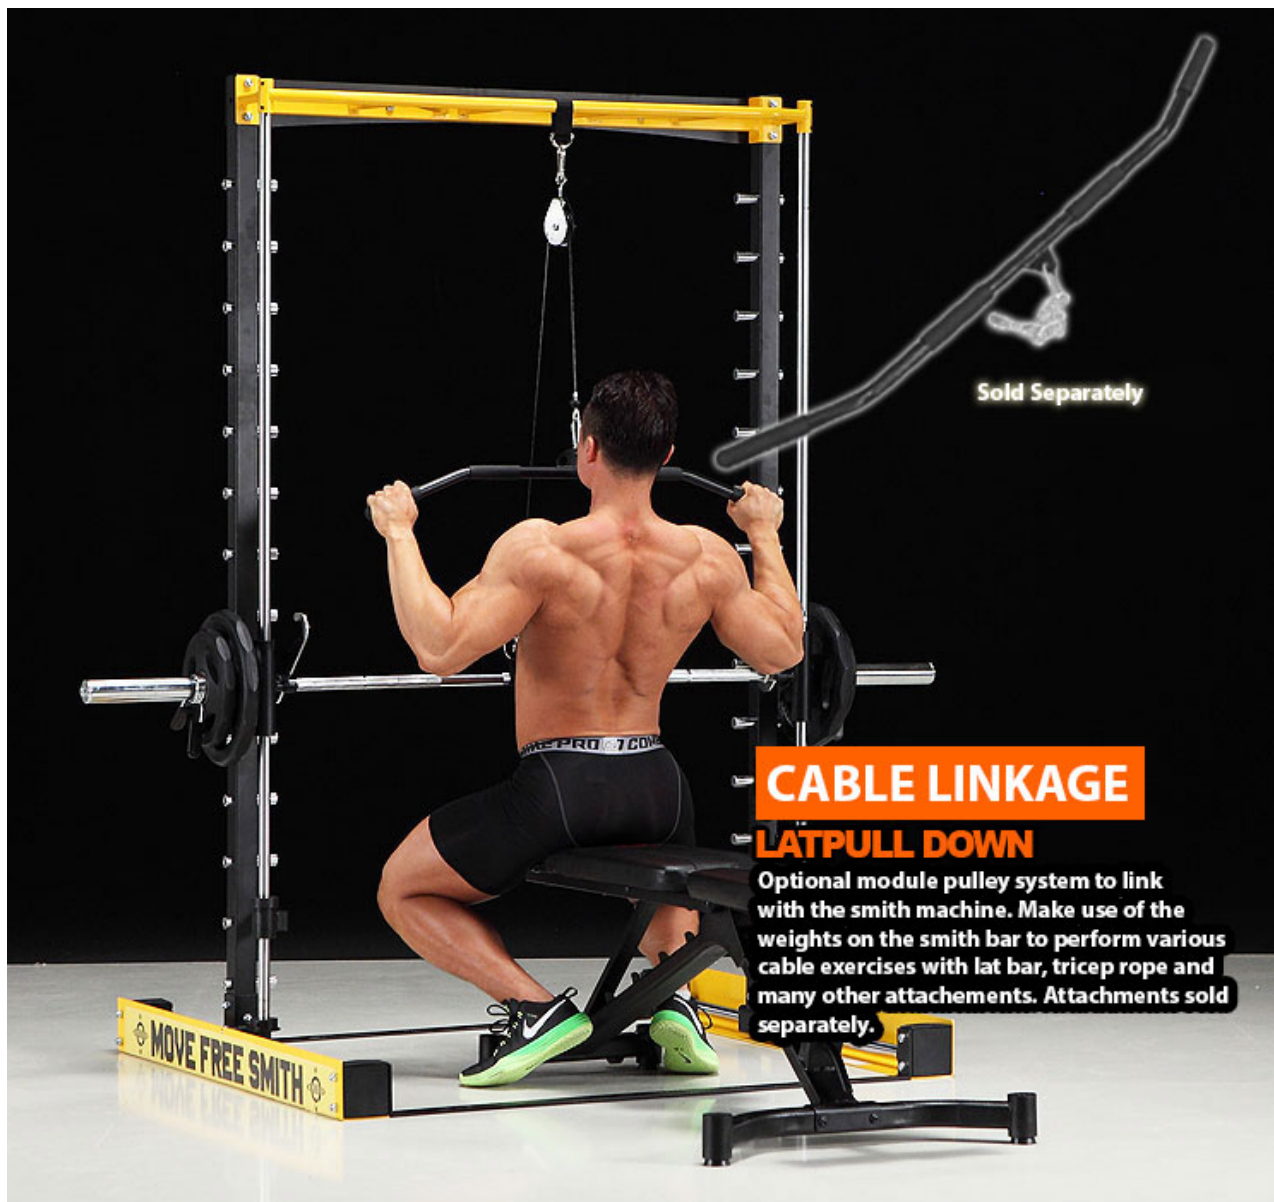 Sold Separately
PRO
CABLE LINKAGE
LATPULL DOWN
Optional module pulley system to link
with the smith machine. Make use of the
weights on the smith bar to perform various
cable exercises with lat bar, tricep rope and
many other attachements. Attachments sold
separately.
MOVE FREE SMITH